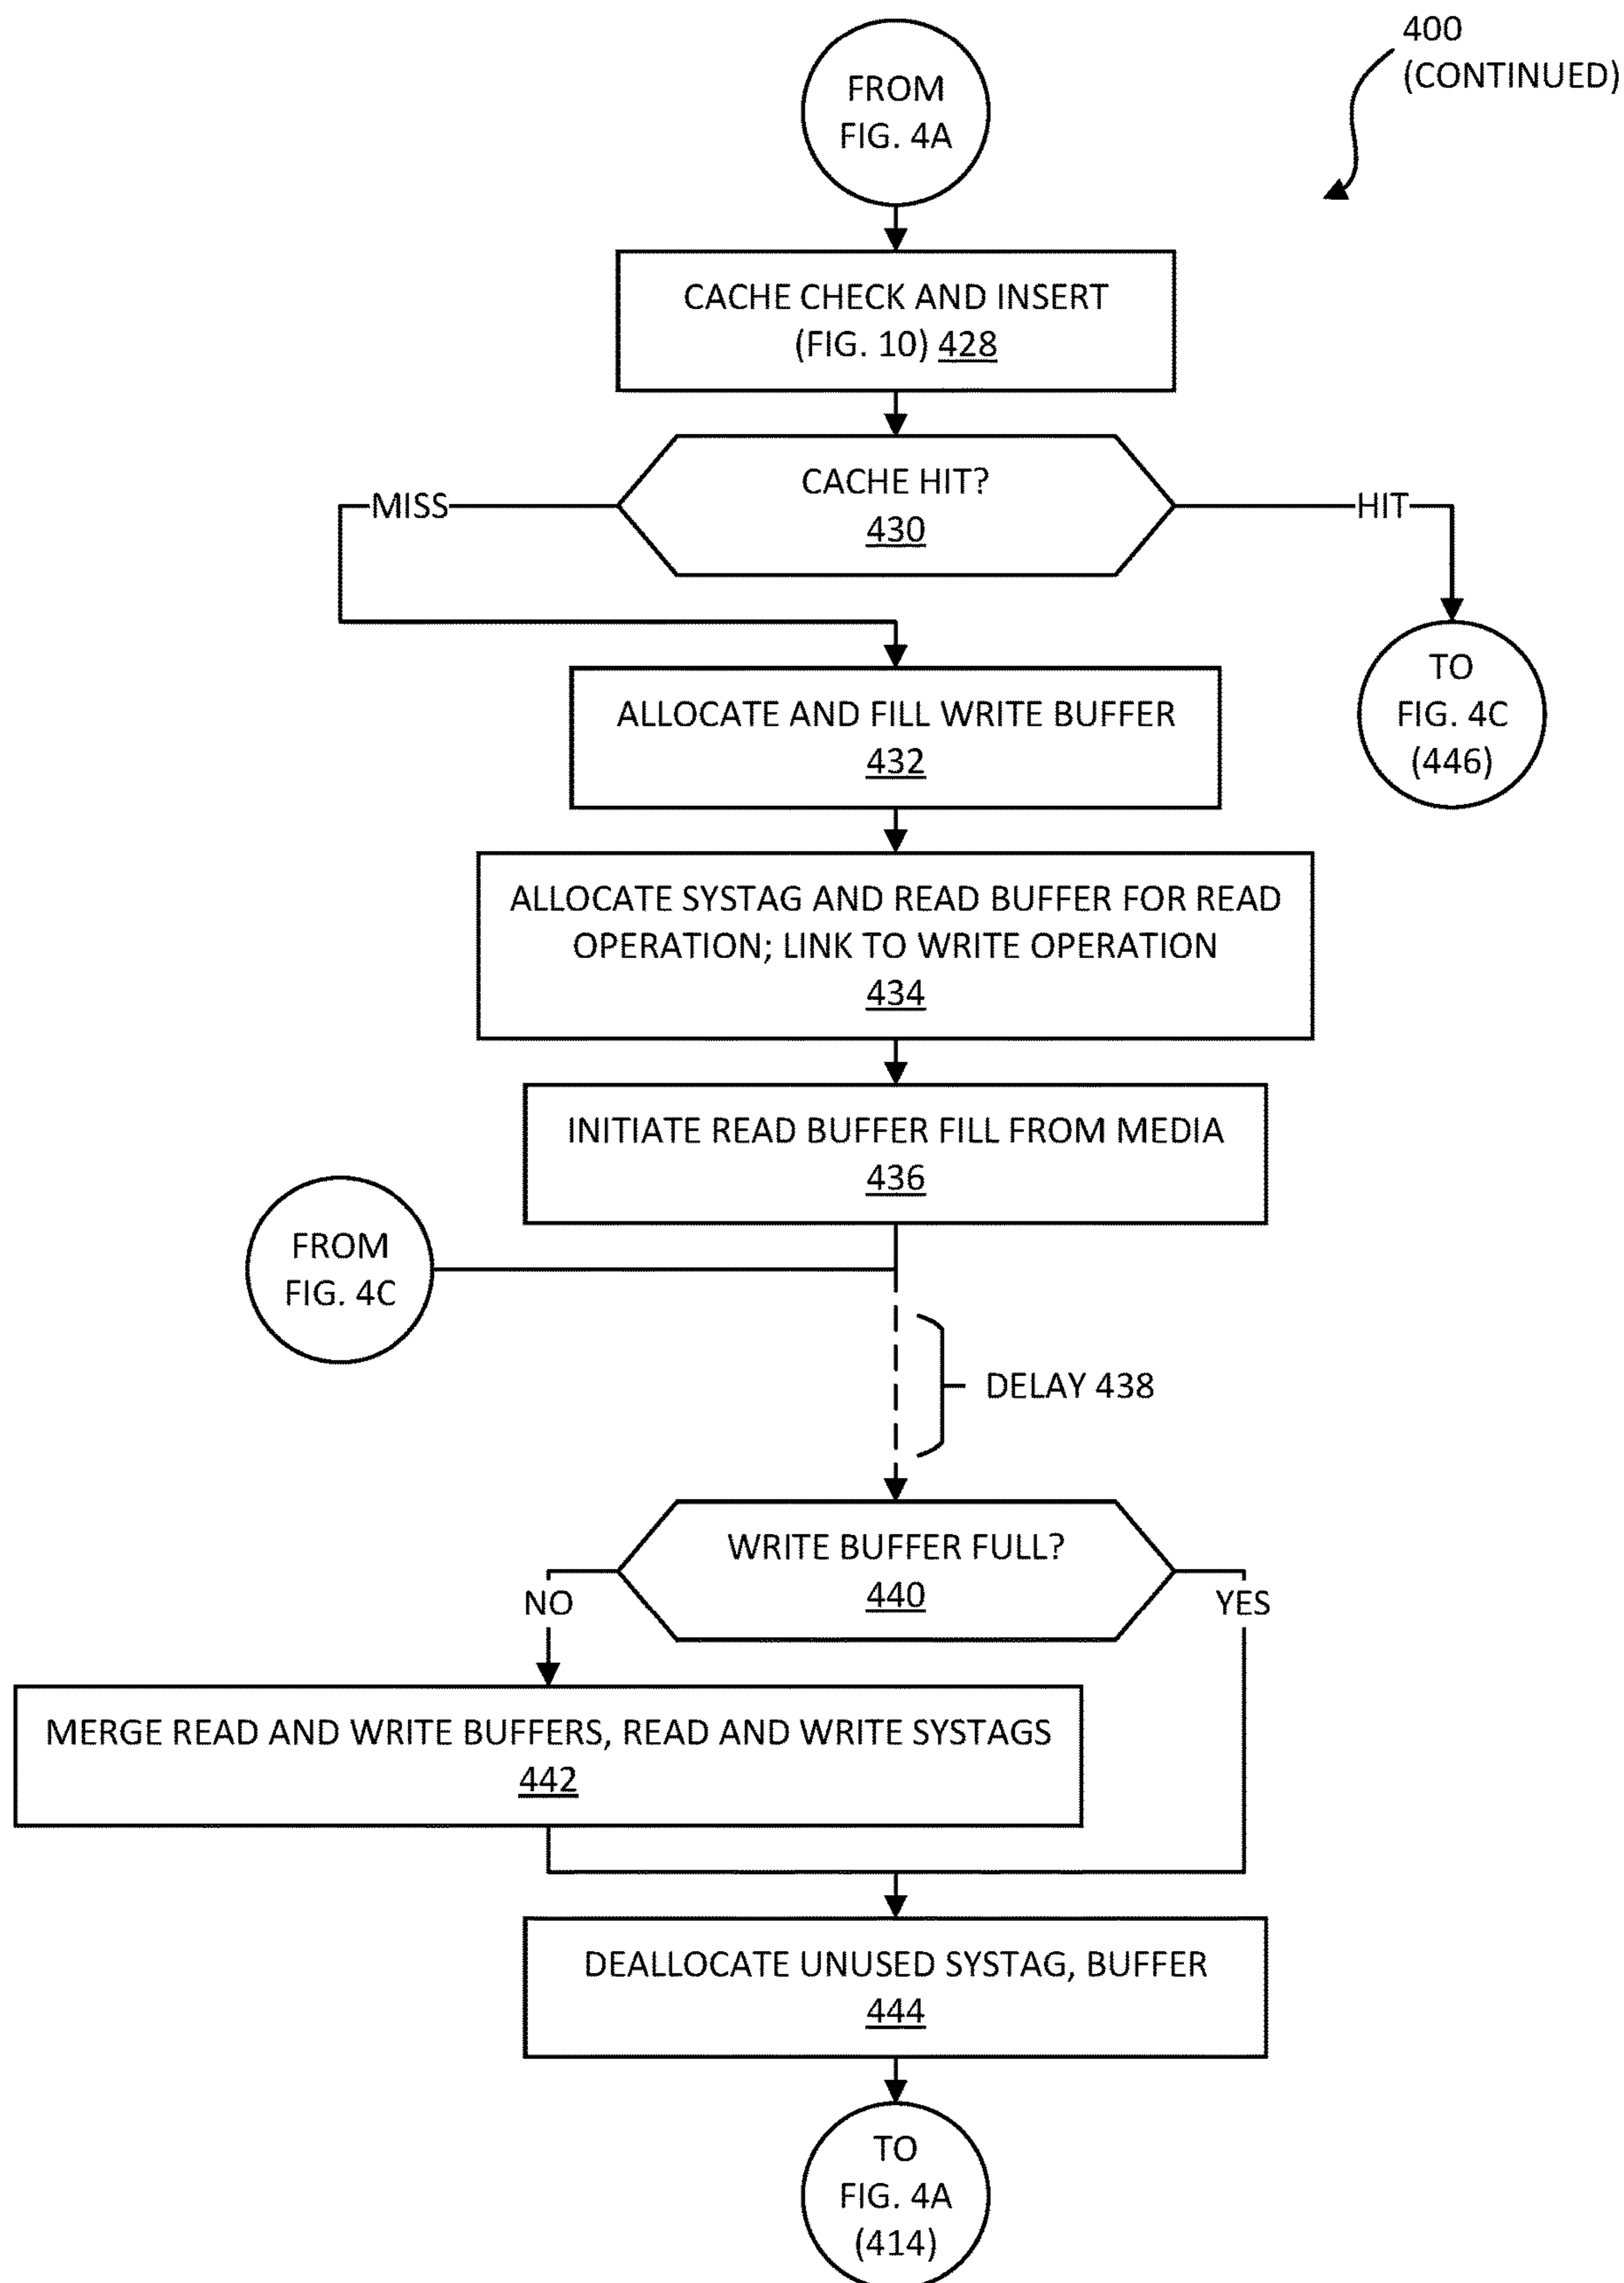 400
(CONTINUED)
FROM
FIG. 4A
CACHE CHECK AND INSERT
(FIG. 10) 428
CACHE HIT?
430
MISS
HIT
TO
FIG. 4C
(446)
ALLOCATE AND FILL WRITE BUFFER
432
ALLOCATE SYSTAG AND READ BUFFER FOR READ
OPERATION; LINK TO WRITE OPERATION
434
INITIATE READ BUFFER FILL FROM MEDIA
436
FROM
FIG. 4C
DELAY 438
WRITE BUFFER FULL?
440
NO
YES
MERGE READ AND WRITE BUFFERS, READ AND WRITE SYSTAGS
442
DEALLOCATE UNUSED SYSTAG, BUFFER
444
TO
FIG. 4A
(414)